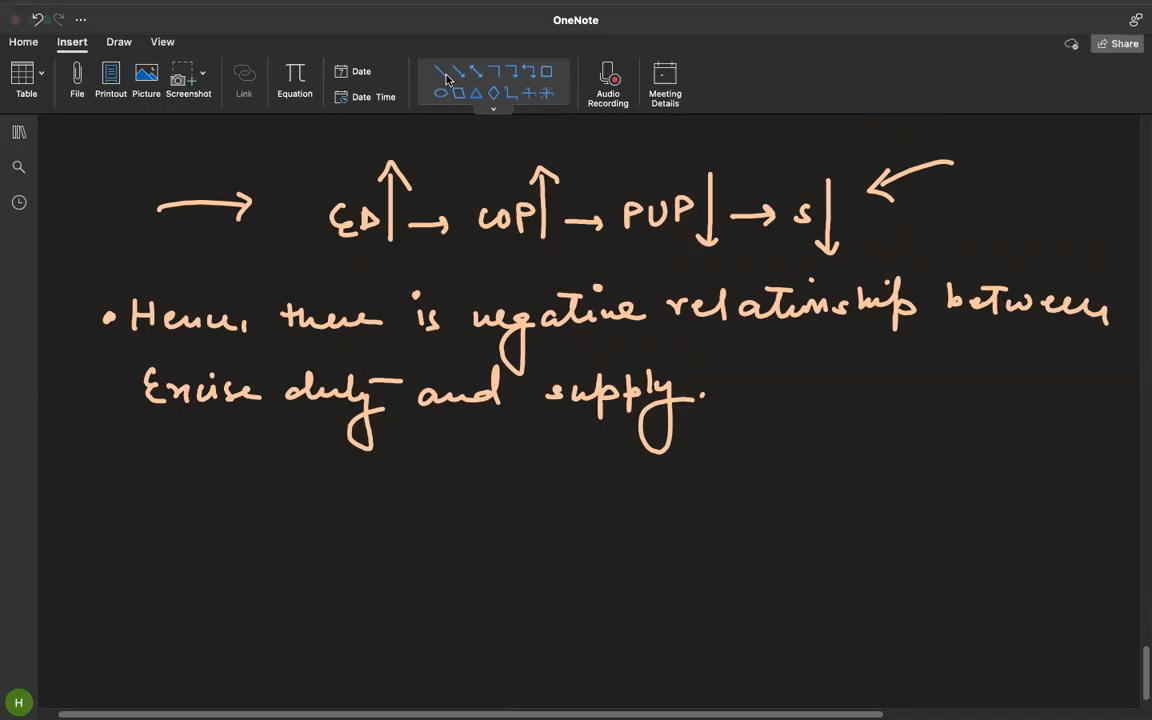 OneNote
Home Insert Draw View
Share
Table File Printout Picture Screenshot Link Equation Date Date Time Audio Recording Meeting Details
7
π
ED↑ → COP↑ → PUP↓ → S↓
• Hence, there is negative relationship between
Excise duty and supply.
H